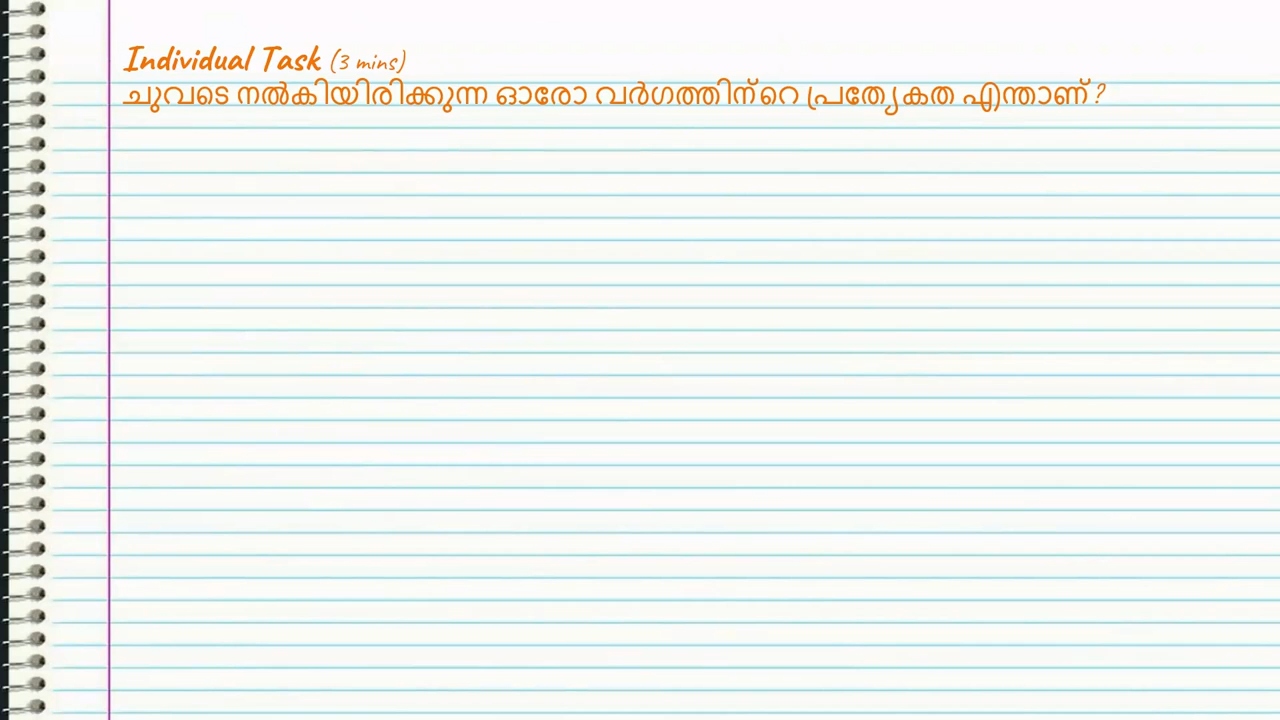 Individual Task (3 mins)
ചുവടെ നൽകിയിരിക്കുന്ന ഓരോ വർഗത്തിന്റെ പ്രത്യേകത എന്താണ് ?